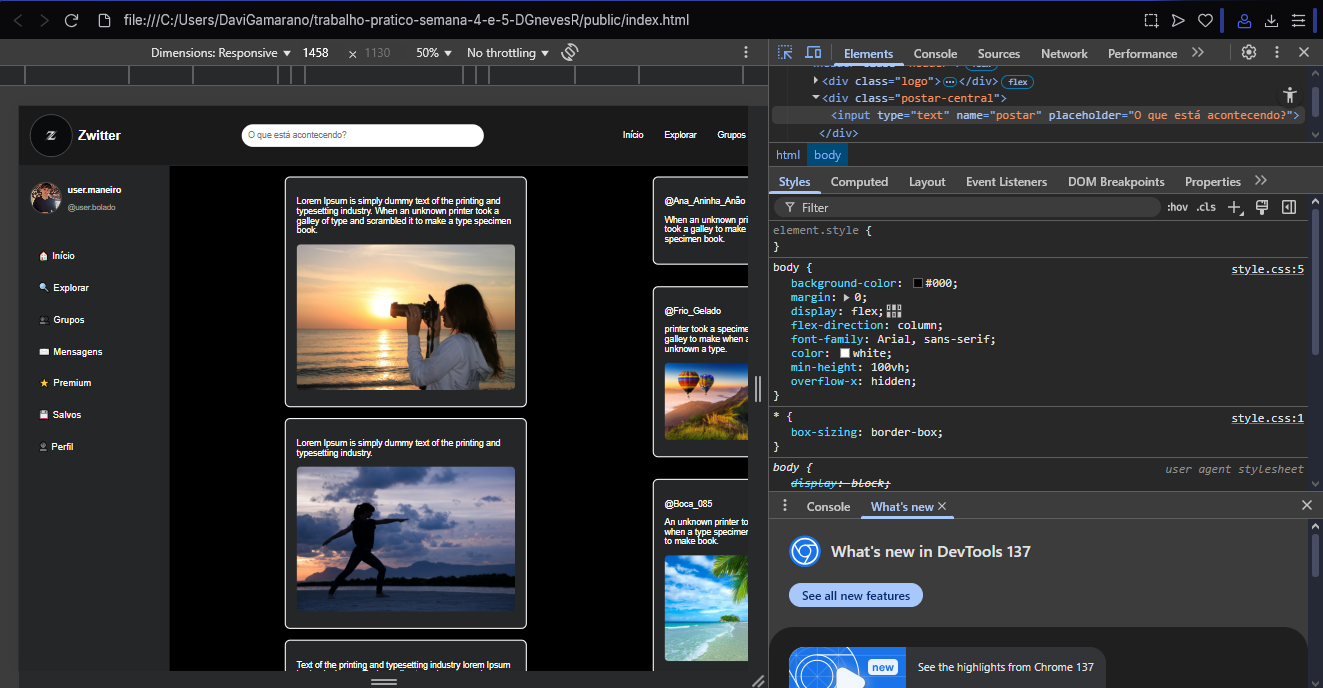 file:///C:/Users/DaviGamarano/trabalho-pratico-semana-4-e-5-DGnevesR/public/index.html
Dimensions: Responsive 1458 × 1130 50% No throttling
Elements Console Sources Network Performance
<div class="logo"> </div> flex
<div class="postar-central">
<input type="text" name="postar" placeholder="O que está acontecendo?">
</div>
html body
Styles Computed Layout Event Listeners DOM Breakpoints Properties
Filter :hov .cls
element.style {
}
body { style.css:5
background-color: #000;
margin: 0;
display: flex;
flex-direction: column;
font-family: Arial, sans-serif;
color: white;
min-height: 100vh;
overflow-x: hidden;
}
* { style.css:1
box-sizing: border-box;
}
body { user agent stylesheet
display: block;
Console What's new
What's new in DevTools 137
See all new features
new
See the highlights from Chrome 137
Z Zwitter
O que está acontecendo?
Início Explorar Grupos
user.maneiro
@user.bolado
Início
Explorar
Grupos
Mensagens
Premium
Salvos
Perfil
Lorem Ipsum is simply dummy text of the printing and
typesetting industry. When an unknown printer took a
galley of type and scrambled it to make a type specimen
book.
Lorem Ipsum is simply dummy text of the printing and
typesetting industry.
Text of the printing and typesetting industry lorem Ipsum
@Ana_Aninha_Anão
When an unknown pri
took a galley to make
specimen book.
@Frio_Gelado
printer took a specime
galley to make when a
unknown a type.
@Boca_085
An unknown printer to
when a type specimen
to make book.